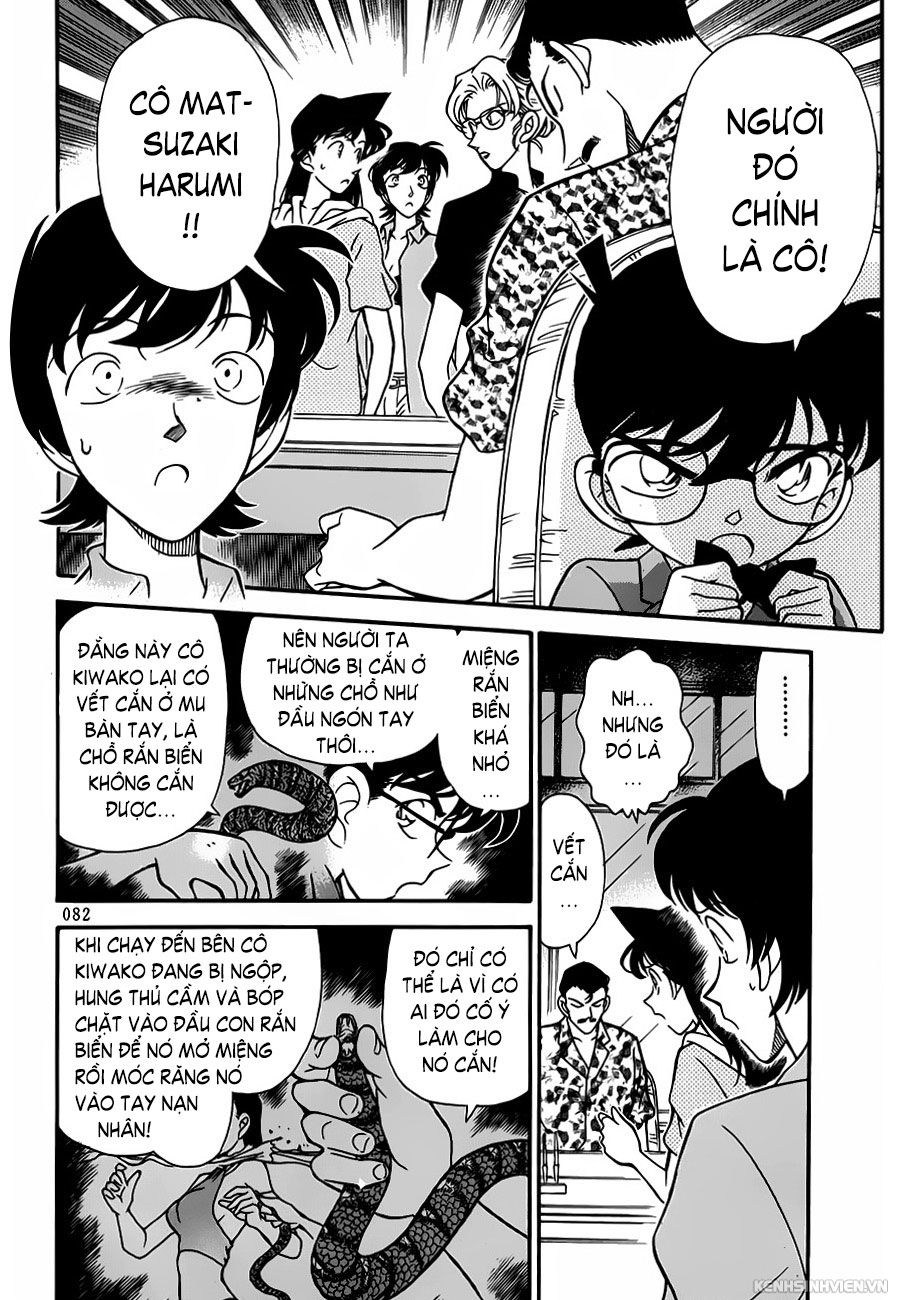 NGƯỜI
ĐÓ
CHÍNH
LÀ CÔ!
CÔ MAT-
SUZAKI
HARUMI
!!
........
NH...
NHƯNG
ĐÓ LÀ
...
VẾT
CẮN
...
MIỆNG
RẮN
BIỂN
KHÁ
NHỎ
...
NÊN NGƯỜI TA
THƯỜNG BỊ CẮN Ở
NHỮNG CHỖ NHƯ
ĐẦU NGÓN TAY
THÔI...
ĐẰNG NÀY CÔ
KIWAKO LẠI CÓ
VẾT CẮN Ở MU
BÀN TAY, LÀ
CHỖ RẮN BIỂN
KHÔNG CẮN
ĐƯỢC...
082
ĐÓ CHỈ CÓ
THỂ LÀ VÌ CÓ
AI ĐÓ CỐ Ý
LÀM CHO
NÓ CẮN!
KHI CHẠY ĐẾN BÊN CÔ
KIWAKO ĐANG BỊ NGỘP,
HUNG THỦ CẦM VÀ BÓP
CHẶT VÀO ĐẦU CON RẮN
BIỂN ĐỂ NÓ MỞ MIỆNG
RỒI MÓC RĂNG NÓ
VÀO TAY NẠN
NHÂN!
KENHSINHVIEN.VN